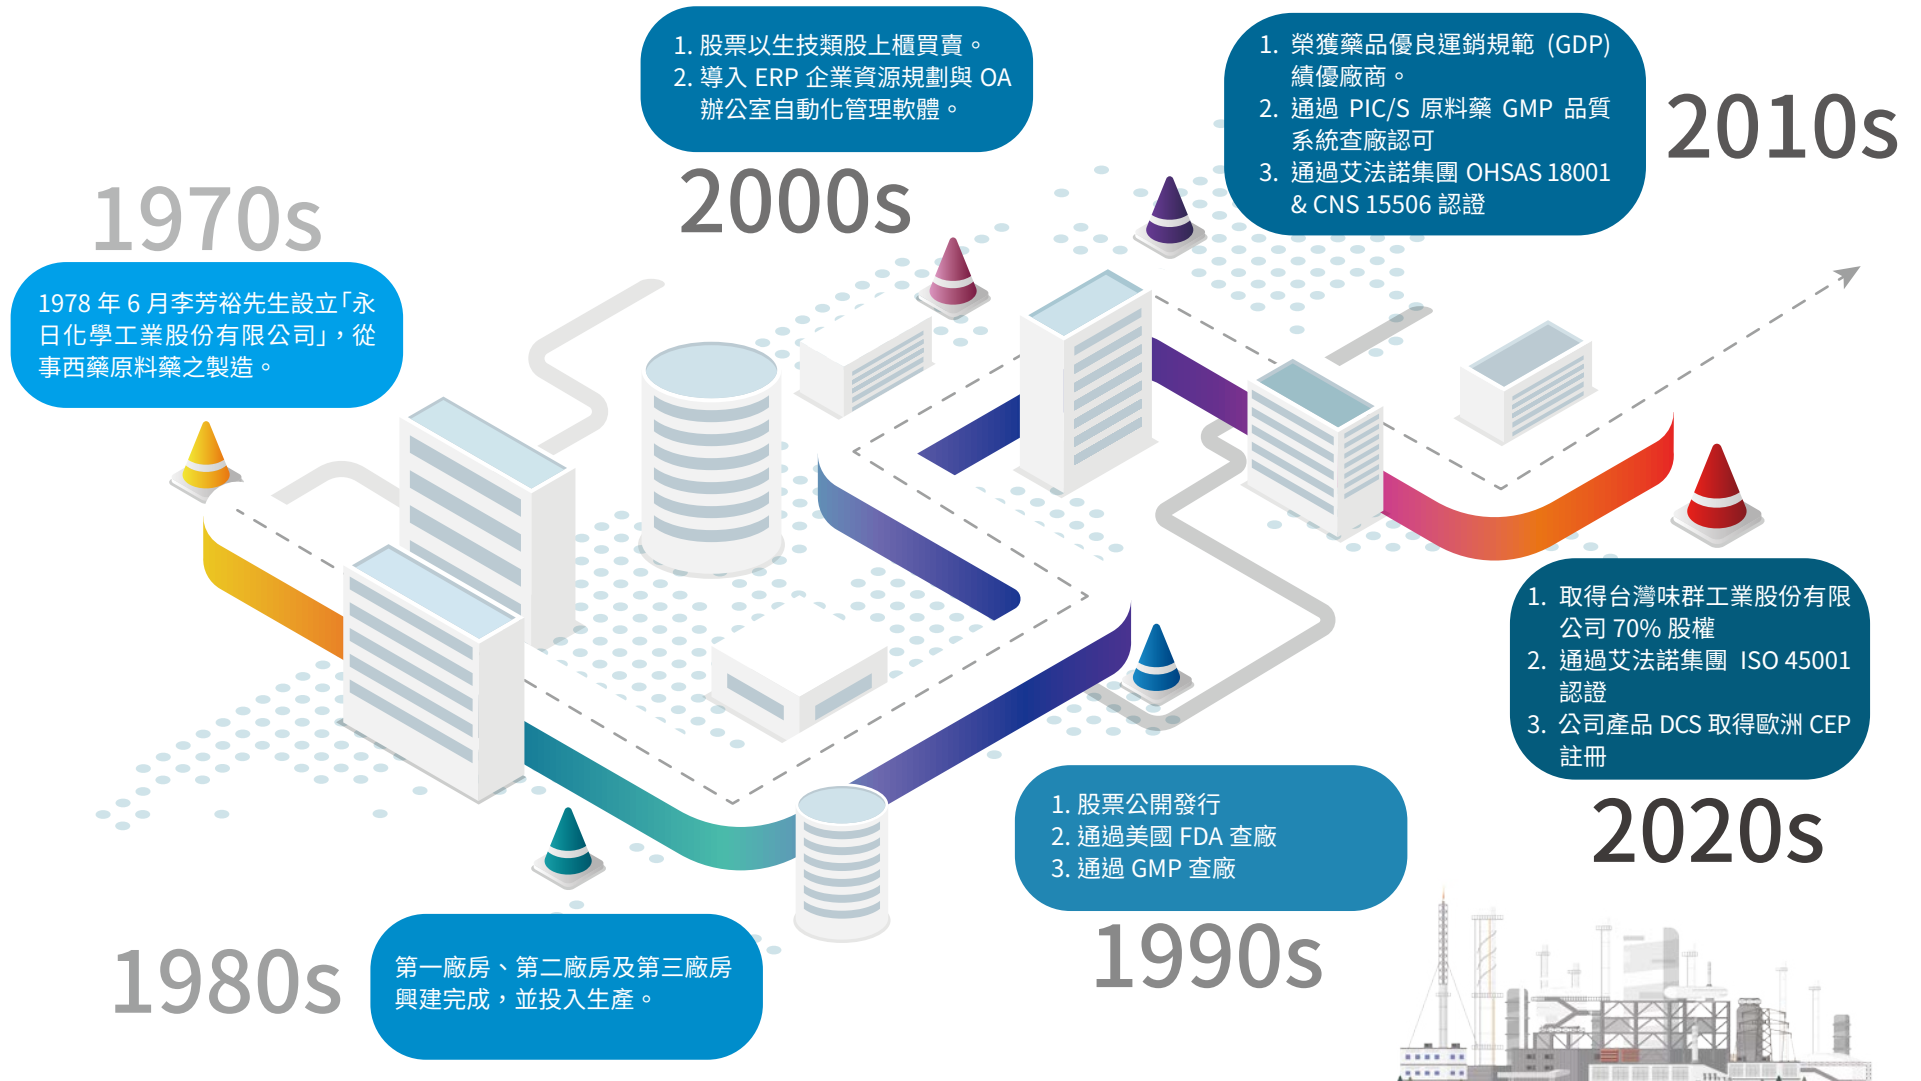 1970s
1978 年 6 月李芳裕先生設立「永
日化學工業股份有限公司」，從
事西藥原料藥之製造。
1980s
第一廠房、第二廠房及第三廠房
興建完成，並投入生產。
1. 股票公開發行
2. 通過美國 FDA 查廠
3. 通過 GMP 查廠
1990s
1. 股票以生技類股上櫃買賣。
2. 導入 ERP 企業資源規劃與 OA
辦公室自動化管理軟體。
2000s
1. 榮獲藥品優良運銷規範 (GDP)
績優廠商。
2. 通過 PIC/S 原料藥 GMP 品質
系統查廠認可
3. 通過艾法諾集團 OHSAS 18001
& CNS 15506 認證
2010s
1. 取得台灣味群工業股份有限
公司 70% 股權
2. 通過艾法諾集團 ISO 45001
認證
3. 公司產品 DCS 取得歐洲 CEP
註冊
2020s